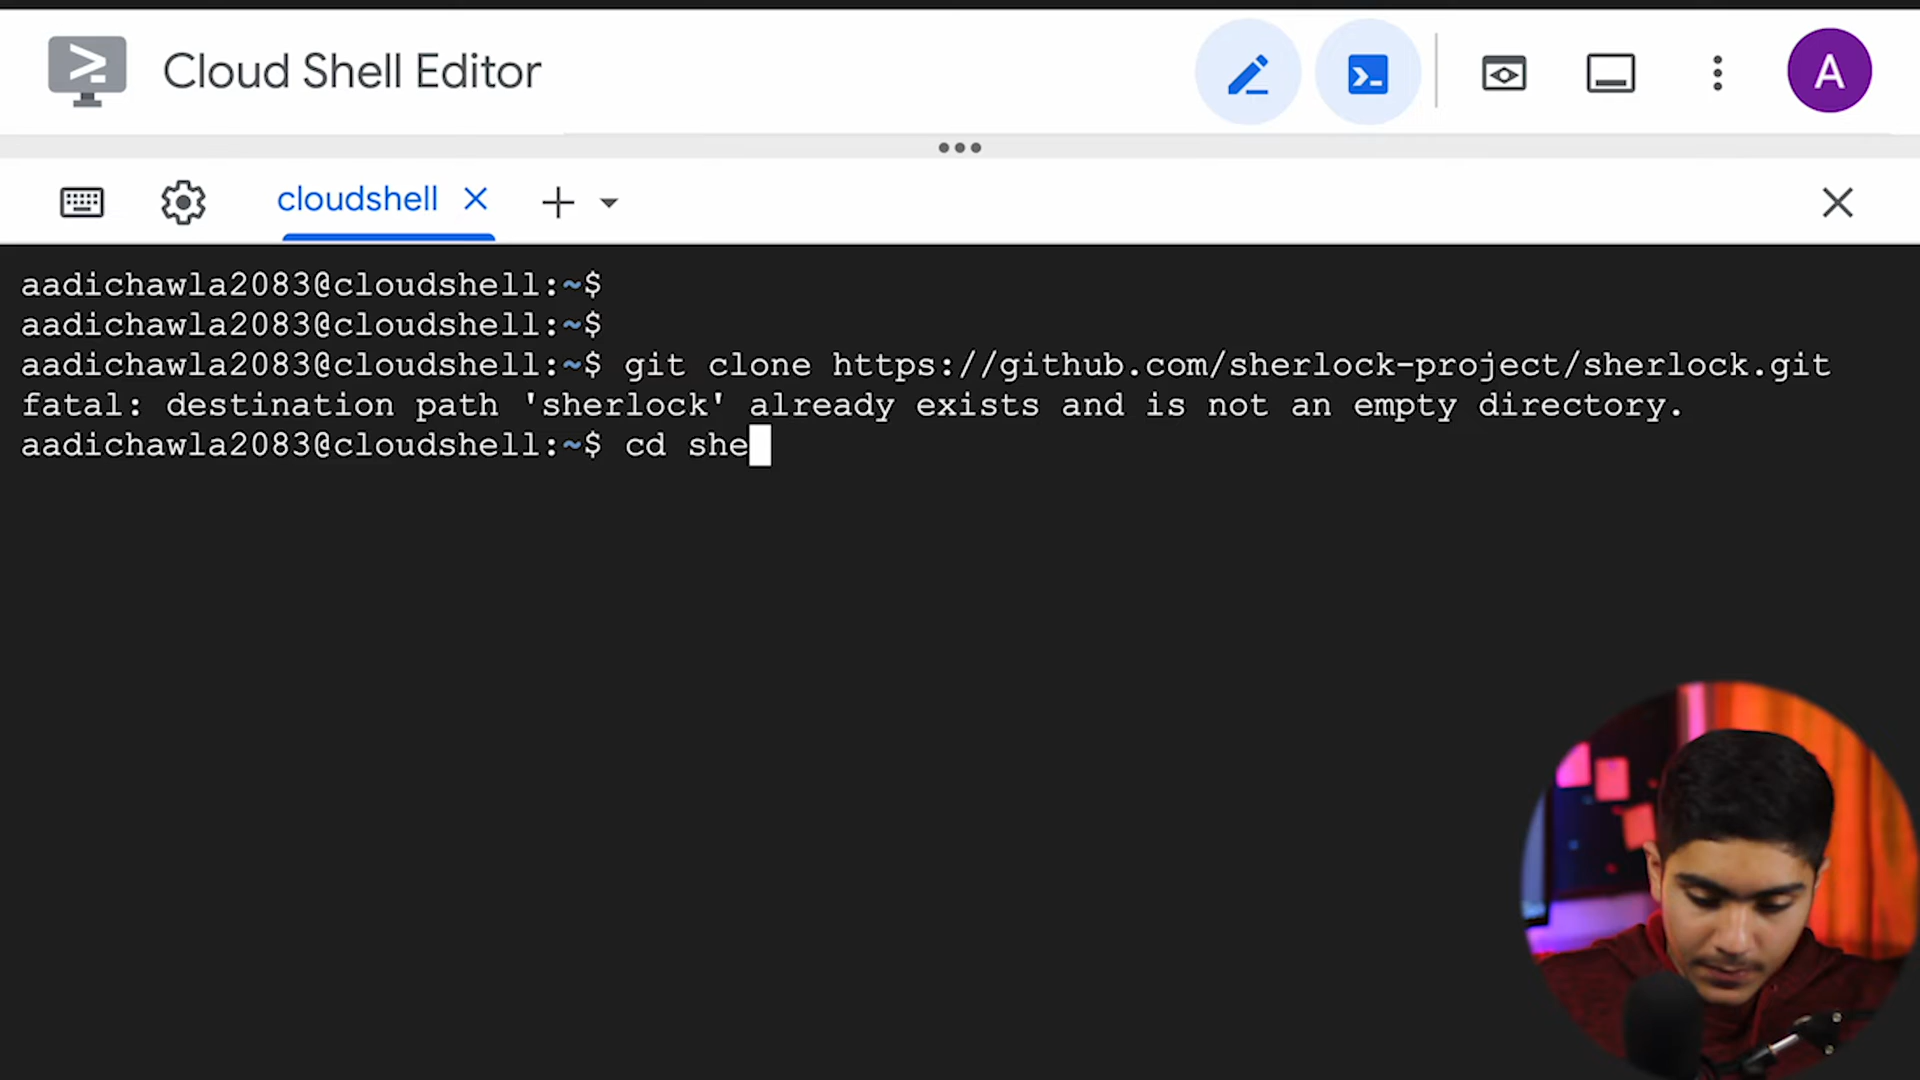 Cloud Shell Editor
A
cloudshell
aadichawla2083@cloudshell:~$
aadichawla2083@cloudshell:~$
aadichawla2083@cloudshell:~$ git clone https://github.com/sherlock-project/sherlock.git
fatal: destination path 'sherlock' already exists and is not an empty directory.
aadichawla2083@cloudshell:~$ cd she